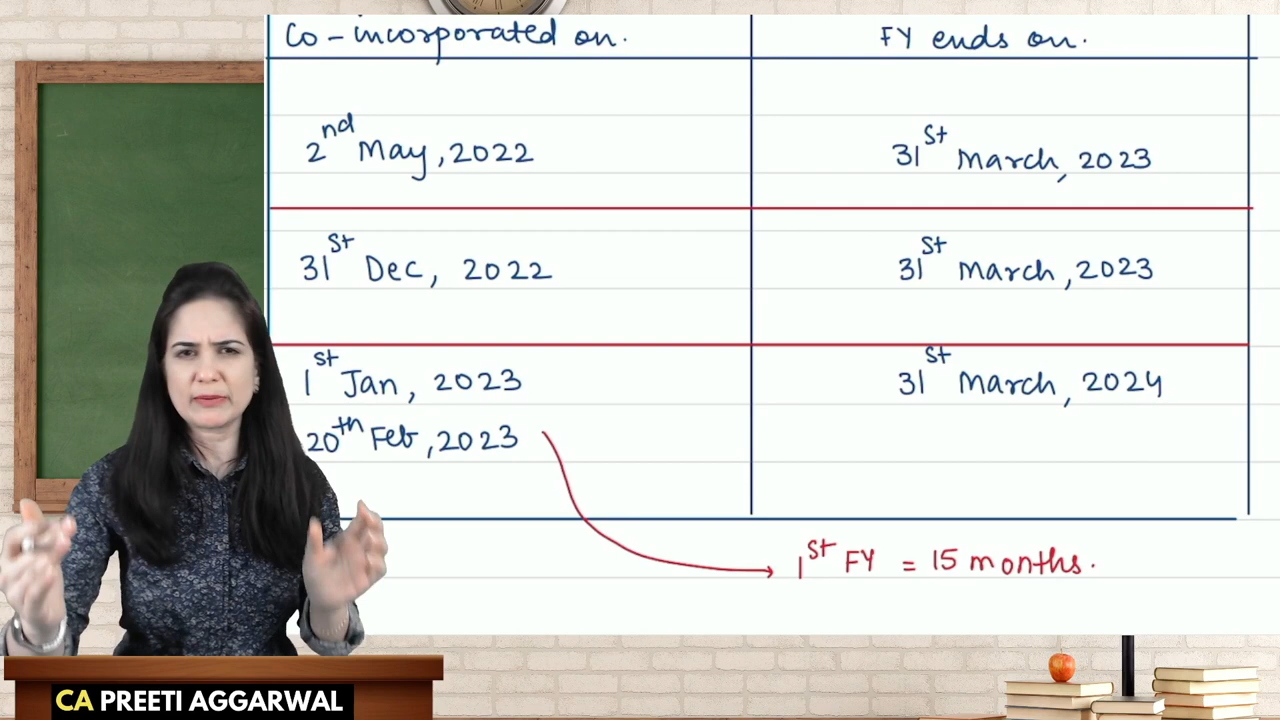 Co-incorporated on.
FY ends on.
2nd May, 2022
31St March, 2023
31St Dec, 2022
31St March, 2023
1st Jan, 2023
31St March, 2024
20th Feb, 2023
1St FY = 15 months.
CA PREETI AGGARWAL